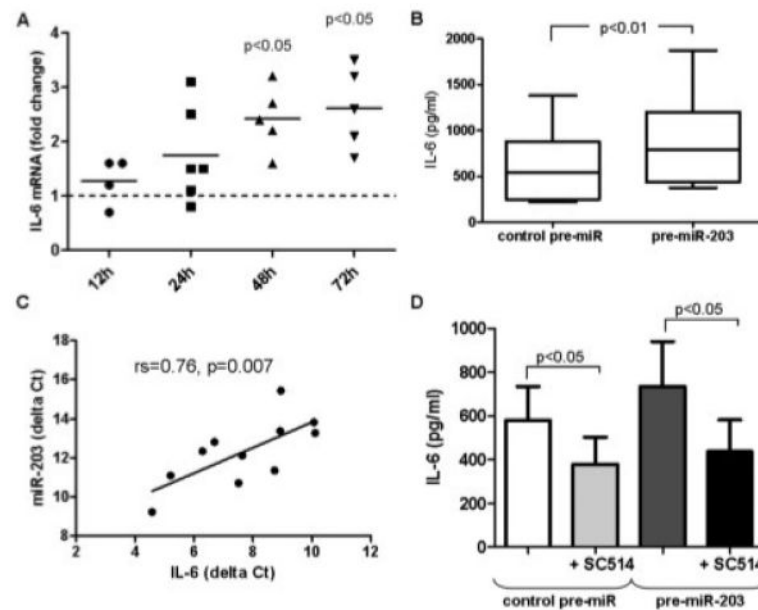 A
IL-6 mRNA (fold change)
4
3
2
1
0
p<0.05
p<0.05
12h
24h
48h
72h
B
IL-6 (pg/ml)
2000
1500
1000
500
0
p<0.01
control pre-miR
pre-miR-203
C
miR-203 (delta Ct)
18
16
14
12
10
8
rs=0.76, p=0.007
2
4
6
8
10
12
IL-6 (delta Ct)
D
IL-6 (pg/ml)
1000
800
600
400
200
0
p<0.05
p<0.05
+ SC514
+ SC514
control pre-miR
pre-miR-203